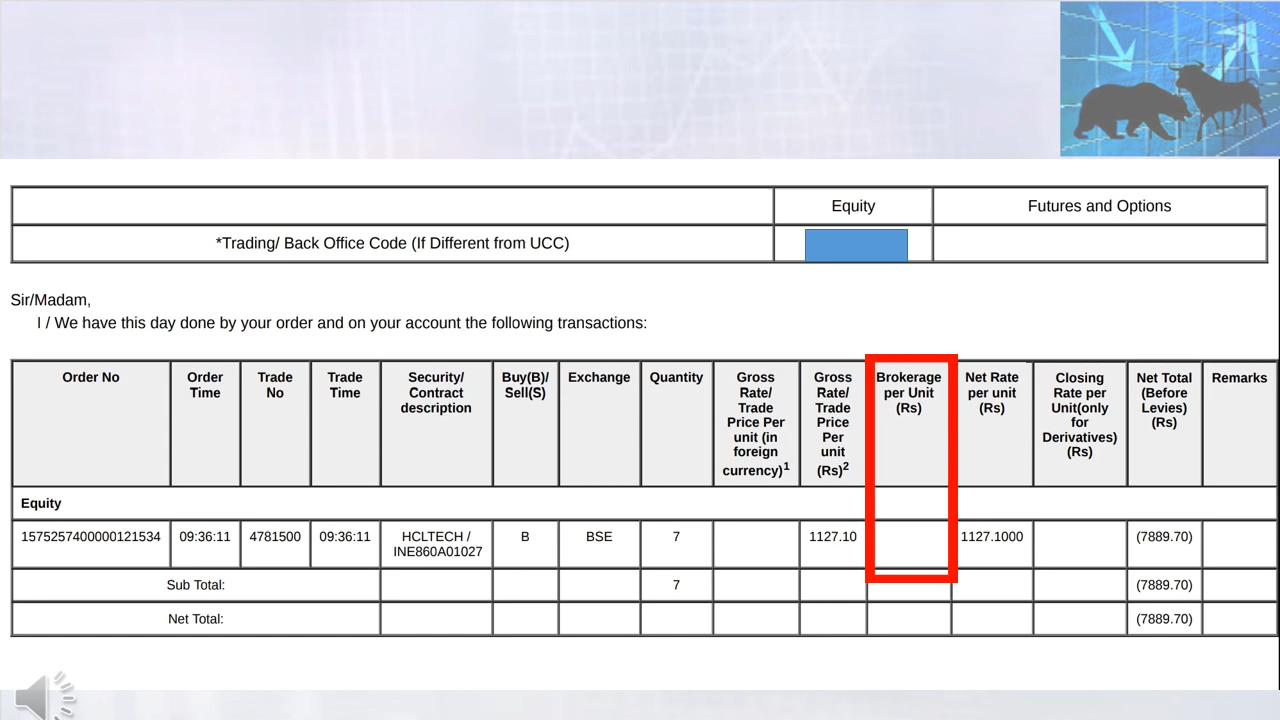 Equity Futures and Options
*Trading/ Back Office Code (If Different from UCC)
Sir/Madam,
I / We have this day done by your order and on your account the following transactions:
Order No
Order
Time
Trade
No
Trade
Time
Security/
Contract
description
Buy(B)/
Sell(S)
Exchange
Quantity
Gross
Rate/
Trade
Price Per
unit (in
foreign
currency)1
Gross
Rate/
Trade
Price
Per
unit
(Rs)2
Brokerage
per Unit
(Rs)
Net Rate
per unit
(Rs)
Closing
Rate per
Unit(only
for
Derivatives)
(Rs)
Net Total
(Before
Levies)
(Rs)
Remarks
Equity
1575257400000121534 09:36:11 4781500 09:36:11 HCLTECH / B BSE 7 1127.10 1127.1000 (7889.70)
INE860A01027
Sub Total: 7 (7889.70)
Net Total: (7889.70)